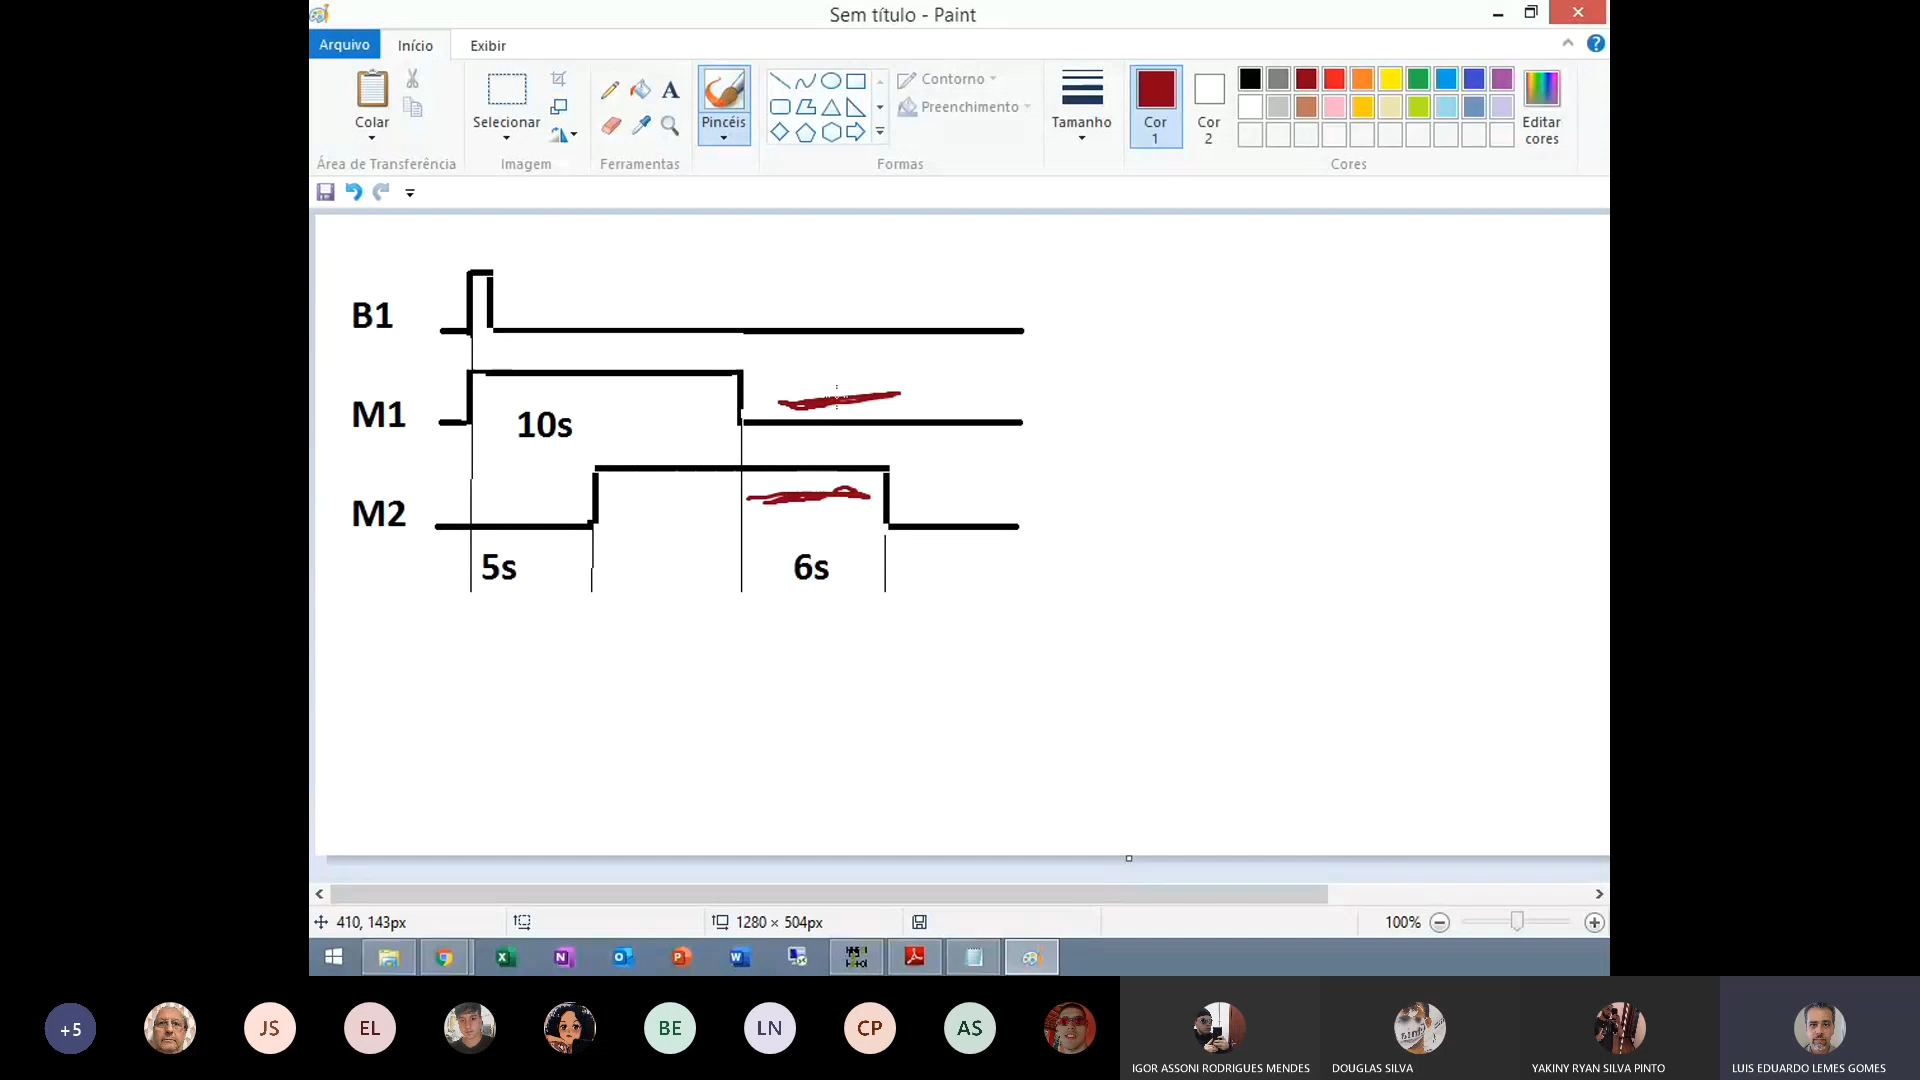 Sem título - Paint
Arquivo Início Exibir
Colar
Selecionar
A
Pincéis
Contorno
Preenchimento
Tamanho
Cor 1
Cor 2
Editar cores
Área de Transferência Imagem Ferramentas Formas Cores
B1
M1
10s
M2
5s 6s
410, 143px 1280 × 504px 100%
+5 JS EL BE LN CP AS
IGOR ASSONI RODRIGUES MENDES DOUGLAS SILVA YAKINY RYAN SILVA PINTO LUIS EDUARDO LEMES GOMES